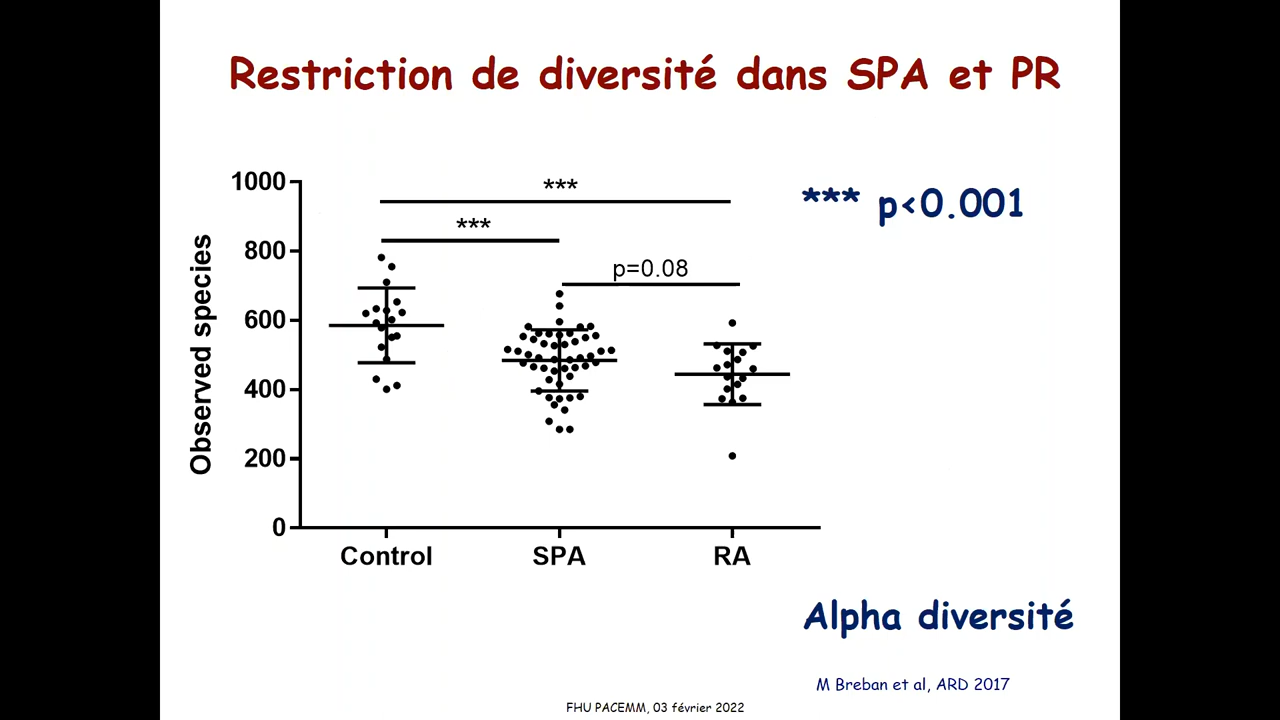 Restriction de diversité dans SPA et PR
*** p<0.001
1000
800
600
400
200
0
Observed species
***
***
p=0.08
Control
SPA
RA
Alpha diversité
M Breban et al, ARD 2017
FHU PACEMM, 03 février 2022